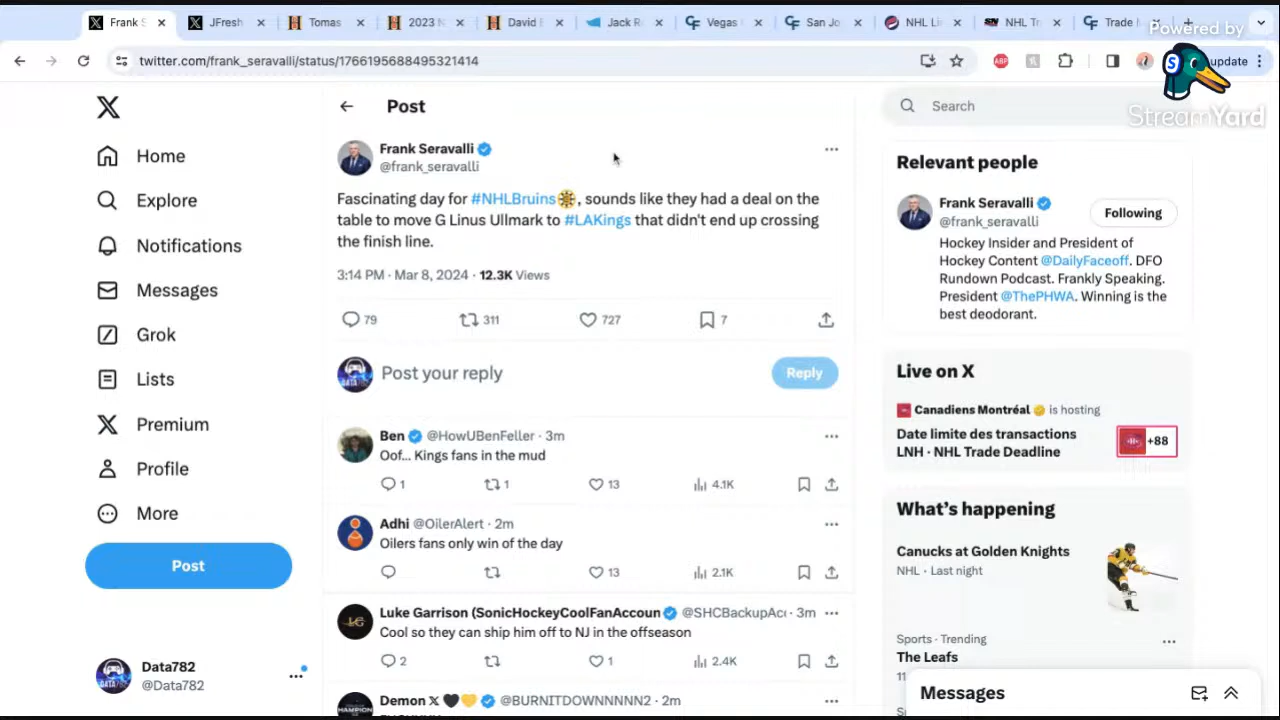 Frank S
JFresh
Tomas
2023 N
David E
Jack R
Vegas
San Jo
NHL Li
NHL Tr
Trade
Powered by
twitter.com/frank_seravalli/status/1766195688495321414
ABP
update
StreamYard
Home
Explore
Notifications
Messages
Grok
Lists
Premium
Profile
More
Post
Data782
@Data782
Post
Frank Seravalli
@frank_seravalli
Fascinating day for #NHLBruins, sounds like they had a deal on the
table to move G Linus Ullmark to #LAKings that didn't end up crossing
the finish line.
3:14 PM · Mar 8, 2024 · 12.3K Views
79 311 727 7
Post your reply
Reply
Ben @HowUBenFeller · 3m
Oof... Kings fans in the mud
1 1 13 4.1K
Adhi @OilerAlert · 2m
Oilers fans only win of the day
13 2.1K
Luke Garrison (SonicHockeyCoolFanAccoun @SHCBackupAc · 3m
Cool so they can ship him off to NJ in the offseason
2 1 2.4K
Demon X @BURNITDOWNNNNN2 · 2m
Search
Relevant people
Frank Seravalli
@frank_seravalli
Following
Hockey Insider and President of
Hockey Content @DailyFaceoff. DFO
Rundown Podcast. Frankly Speaking.
President @ThePHWA. Winning is the
best deodorant.
Live on X
Canadiens Montréal is hosting
Date limite des transactions
LNH · NHL Trade Deadline
+88
What's happening
Canucks at Golden Knights
NHL · Last night
Sports · Trending
The Leafs
11
Messages